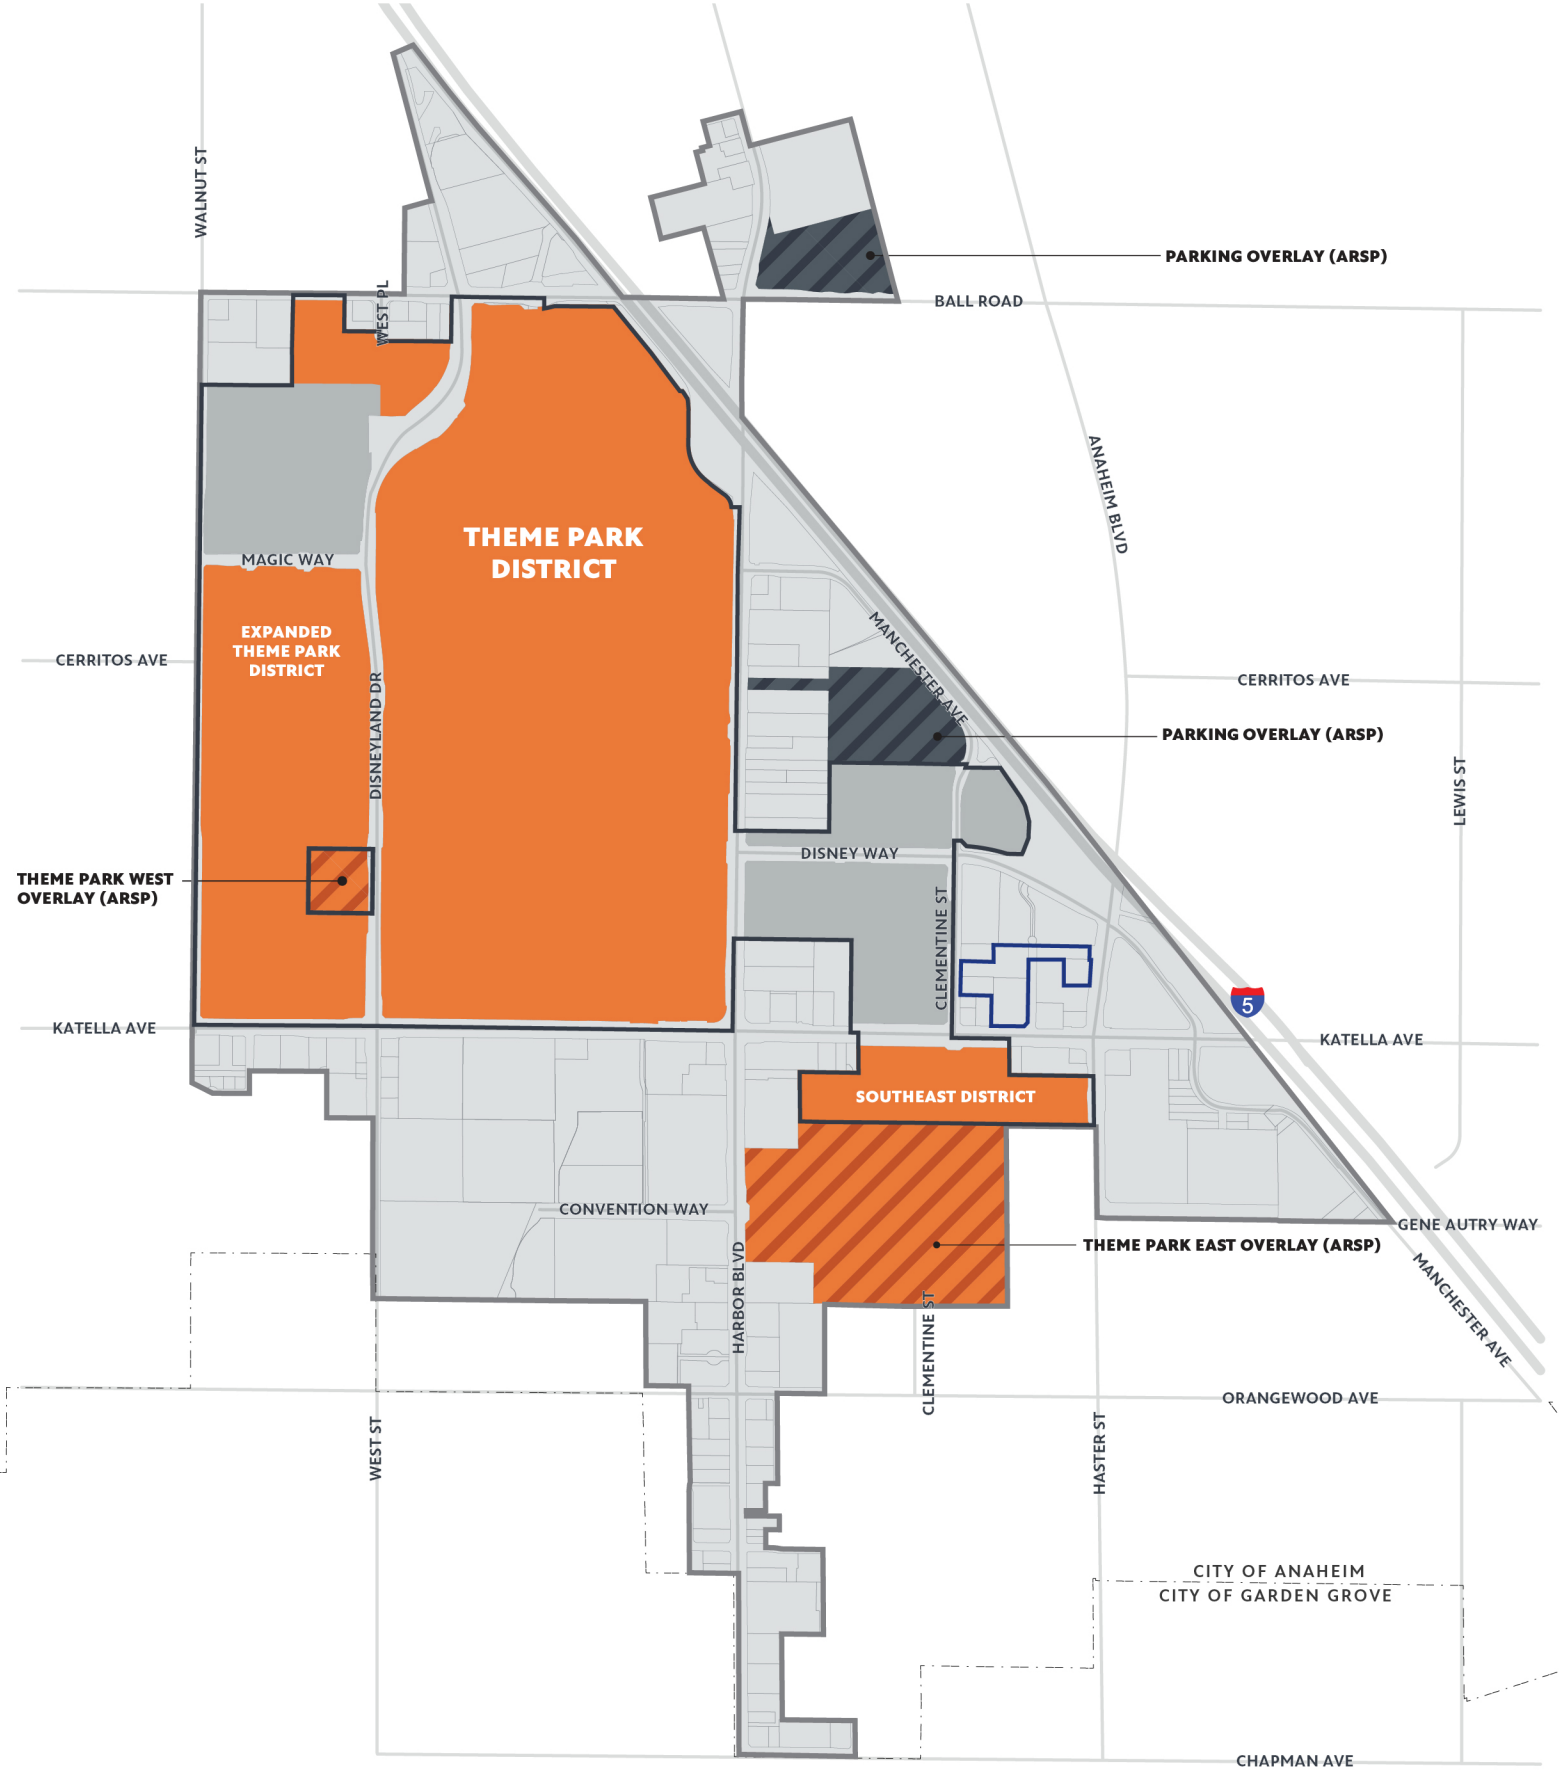 WALNUT ST
PARKING OVERLAY (ARSP)
WEST PL
BALL ROAD
ANAHEIM BLVD
THEME PARK
DISTRICT
MAGIC WAY
EXPANDED
THEME PARK
DISTRICT
MANCHESTER AVE
CERRITOS AVE
CERRITOS AVE
DISNEYLAND DR
PARKING OVERLAY (ARSP)
LEWIS ST
DISNEY WAY
THEME PARK WEST
OVERLAY (ARSP)
CLEMENTINE ST
5
KATELLA AVE
KATELLA AVE
SOUTHEAST DISTRICT
CONVENTION WAY
GENE AUTRY WAY
THEME PARK EAST OVERLAY (ARSP)
HARBOR BLVD
MANCHESTER AVE
CLEMENTINE ST
ORANGEWOOD AVE
WEST ST
HASTER ST
CITY OF ANAHEIM
CITY OF GARDEN GROVE
CHAPMAN AVE